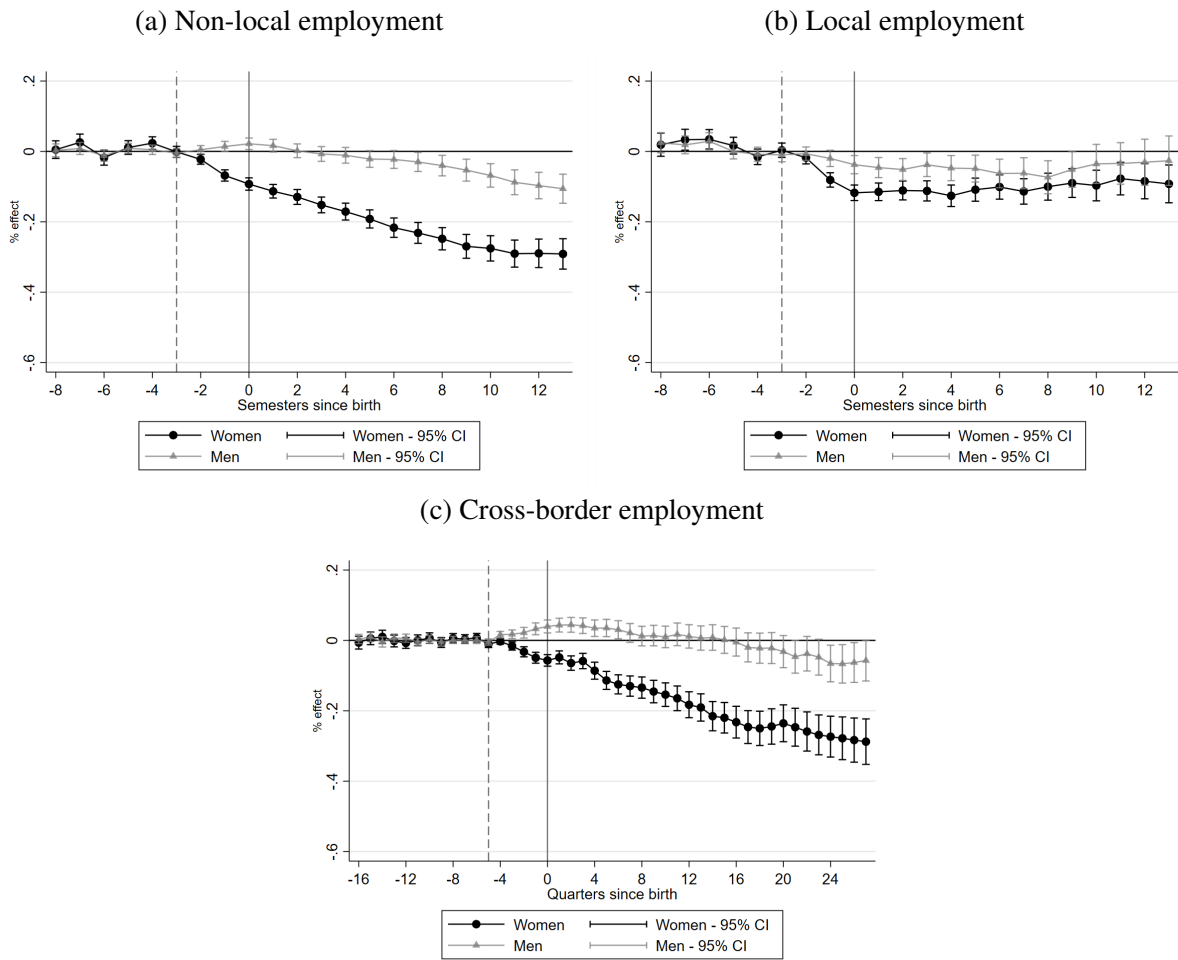 (a) Non-local employment
.2
0
-.2
-.4
-.6
% effect
-8 -6 -4 -2 0 2 4 6 8 10 12
Semesters since birth
Women Women - 95% CI
Men Men - 95% CI
(b) Local employment
.2
0
-.2
-.4
-.6
% effect
-8 -6 -4 -2 0 2 4 6 8 10 12
Semesters since birth
Women Women - 95% CI
Men Men - 95% CI
(c) Cross-border employment
.2
0
-.2
-.4
-.6
% effect
-16 -12 -8 -4 0 4 8 12 16 20 24
Quarters since birth
Women Women - 95% CI
Men Men - 95% CI